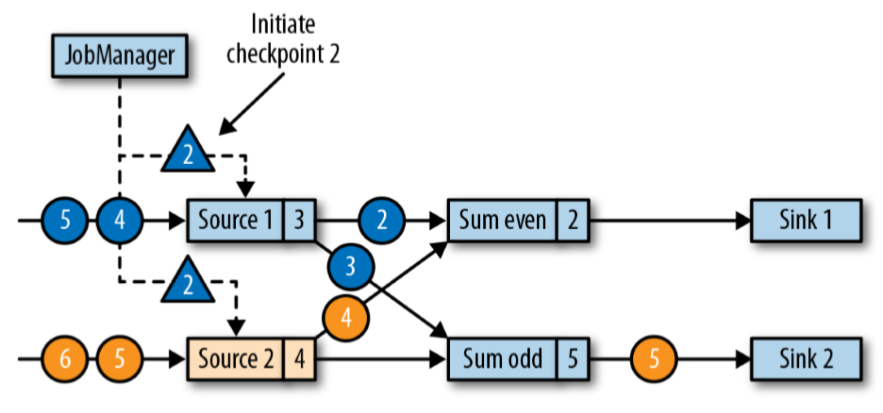 Initiate
checkpoint 2
JobManager
2
5 4 Source 1 3 2 Sum even 2 Sink 1
3
2
4
6 5 Source 2 4 Sum odd 5 5 Sink 2